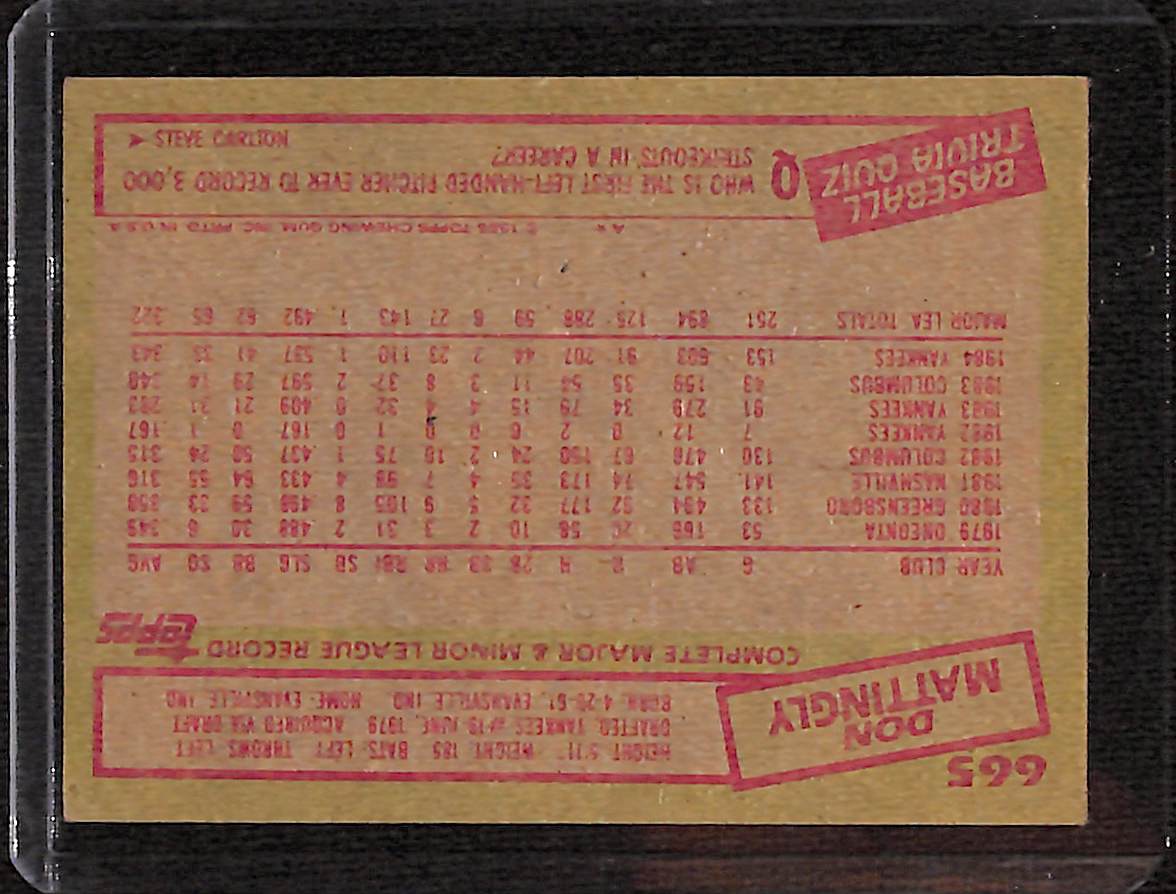 665
DON
MATTINGLY
HEIGHT 5'11" WEIGHT 185 BATS LEFT THROWS LEFT
DRAFTED YANKEES #19-JUNE, 1979 ACQUIRED VIA DRAFT
BORN 4-20-61, EVANSVILLE IND HOME EVANSVILLE IND
COMPLETE MAJOR & MINOR LEAGUE RECORD topps
YEAR CLUB G AB R H 2B 3B HR RBI SB SLG BB SO AVG
1979 ONEONTA 53 166 20 58 10 2 3 31 2 .488 30 6 .349
1980 GREENSBORO 133 494 92 177 32 5 9 105 8 .498 59 33 .358
1981 NASHVILLE 141 547 74 173 35 4 7 98 4 .433 64 55 .316
1982 COLUMBUS 130 476 67 150 24 2 10 75 1 .437 50 24 .315
1982 YANKEES 7 12 0 2 0 0 0 1 0 .167 0 1 .167
1983 YANKEES 91 279 34 79 15 4 4 32 0 .409 21 31 .283
1983 COLUMBUS 43 159 35 54 11 3 8 37 2 .597 29 14 .340
1984 YANKEES 153 603 91 207 44 2 23 110 1 .537 41 33 .343
MAJOR LEA TOTALS 251 894 125 288 59 6 27 143 1 .492 62 65 .322
A* © 1985 TOPPS CHEWING GUM, INC. PRTD. IN U.S.A.
BASEBALL
TRIVIA QUIZ
Q WHO IS THE FIRST LEFT-HANDED PITCHER EVER TO RECORD 3,000
STRIKEOUTS IN A CAREER?
STEVE CARLTON